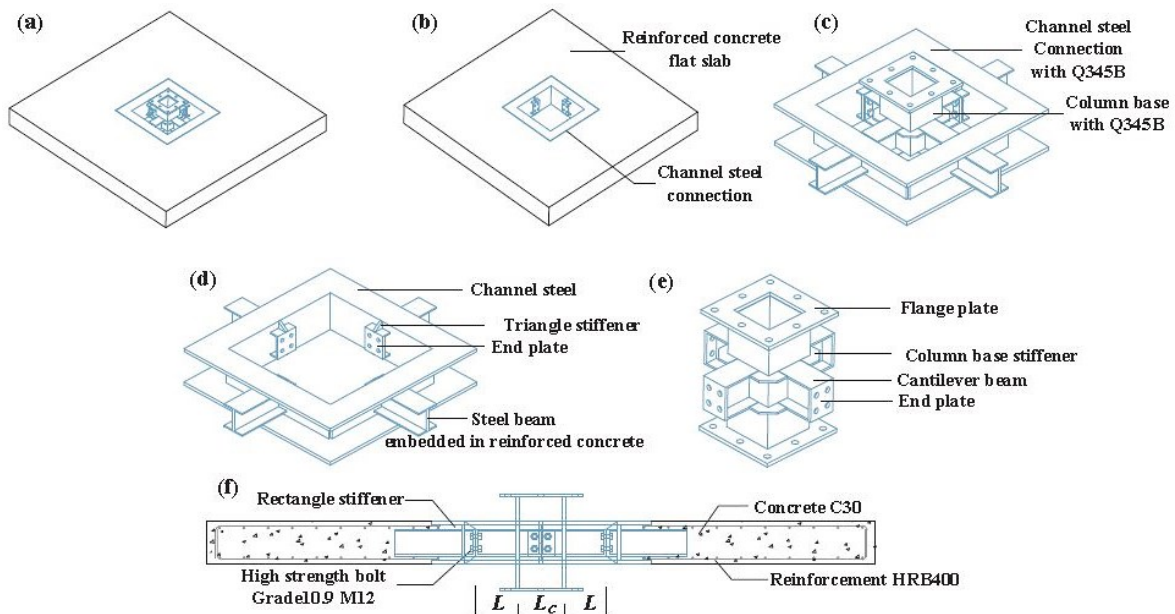 (a)
(b)
Reinforced concrete
flat slab
Channel steel
connection
(c)
Channel steel
Connection
with Q345B
Column base
with Q345B
(d)
Channel steel
Triangle stiffener
End plate
Steel beam
embedded in reinforced concrete
(e)
Flange plate
Column base stiffener
Cantilever beam
End plate
(f)
Rectangle stiffener
Concrete C30
High strength bolt
Grade10.9 M12
Reinforcement HRB400
L LC L